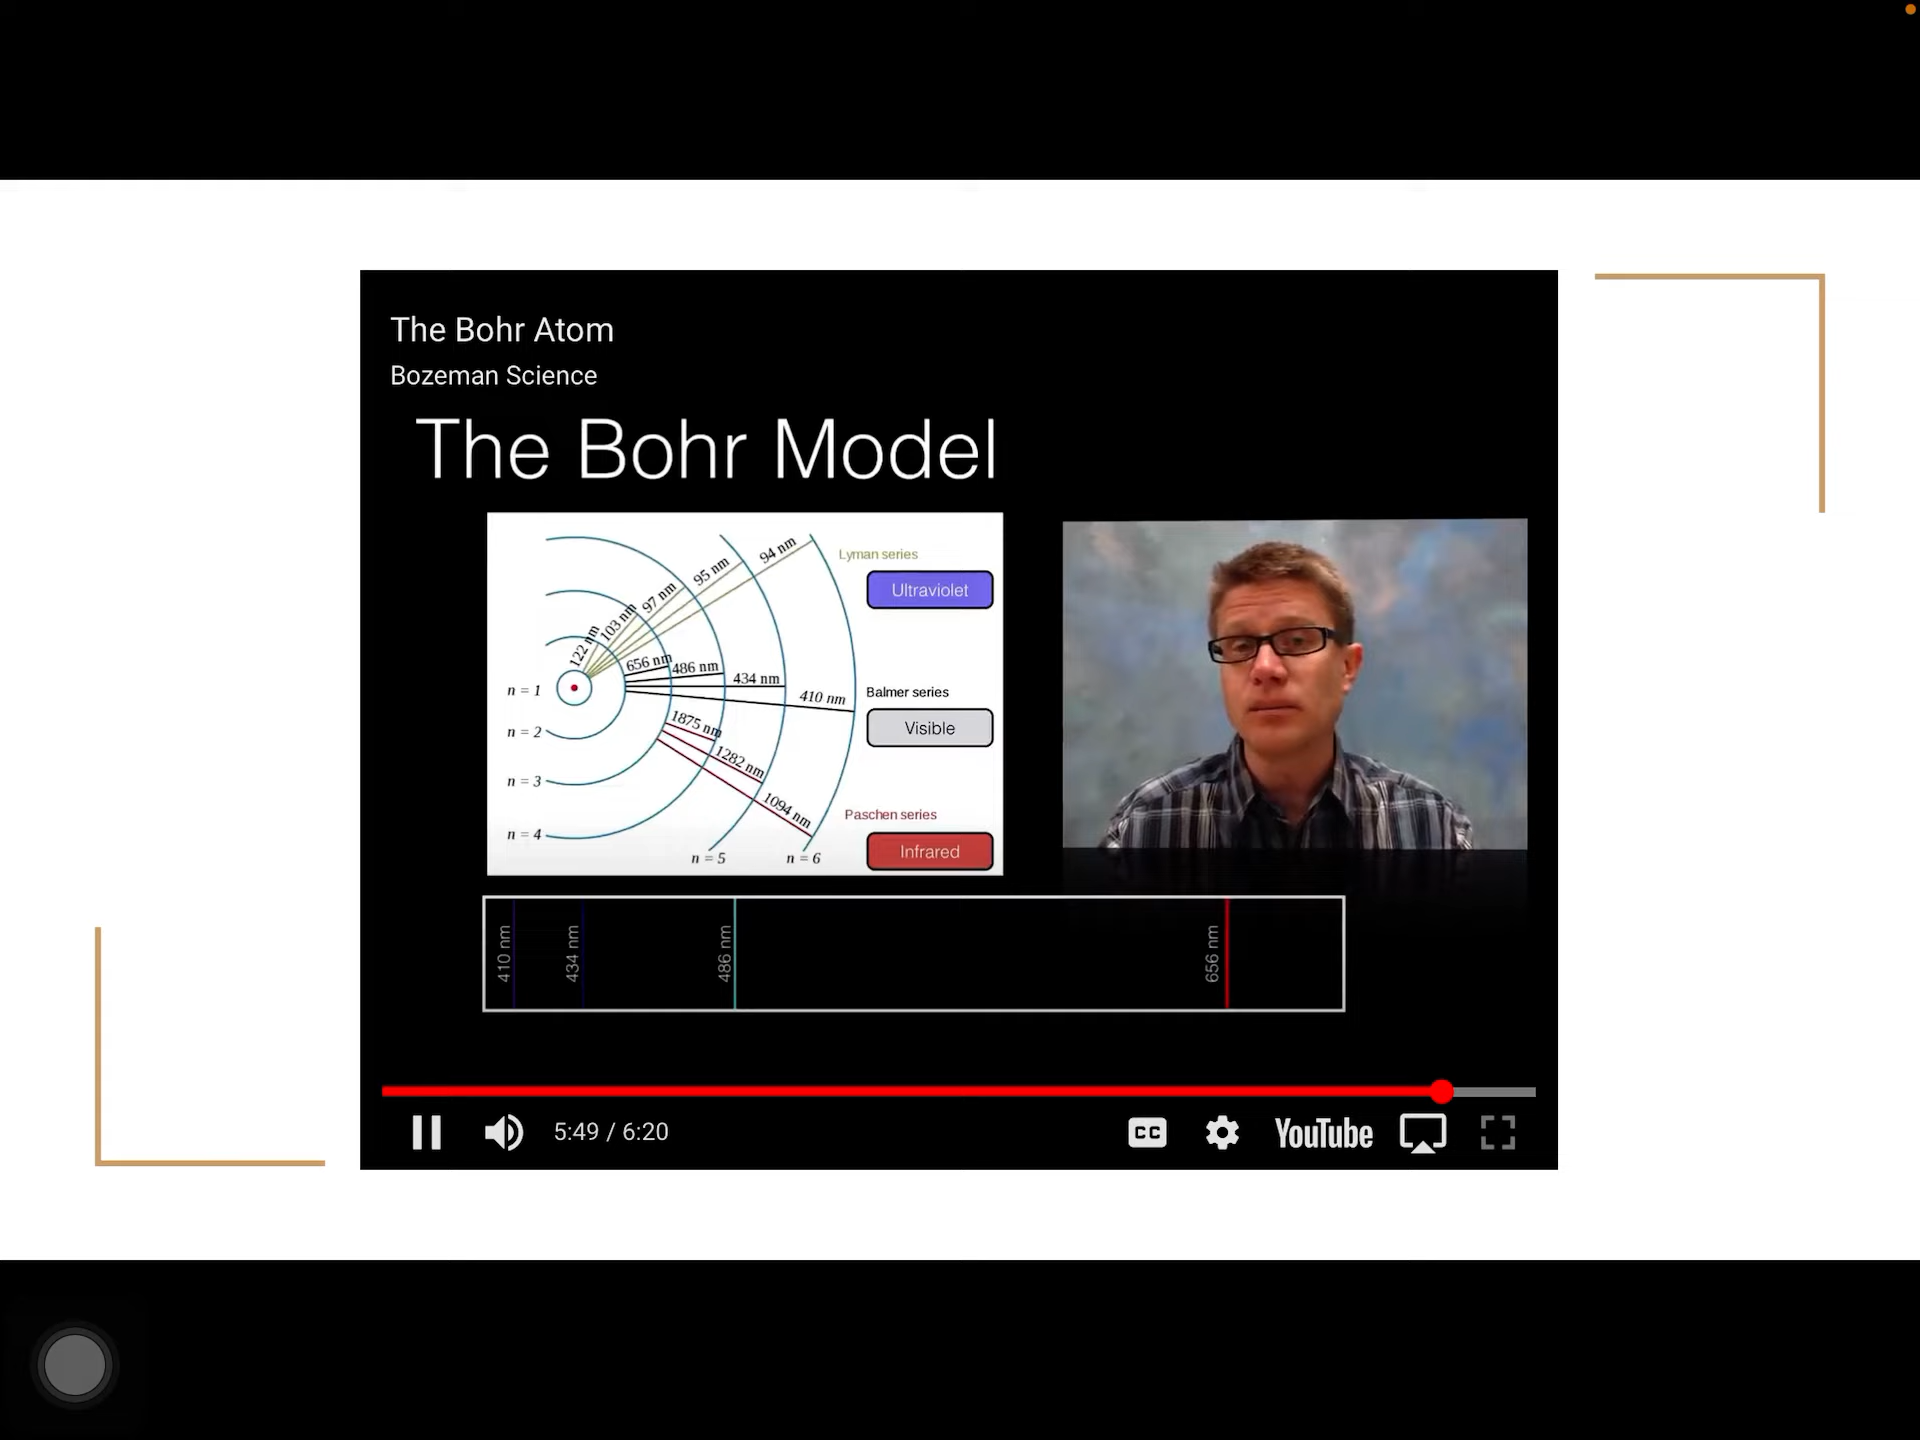 The Bohr Atom
Bozeman Science
The Bohr Model
94 nm
95 nm
97 nm
103 nm
122 nm
Lyman series
Ultraviolet
656 nm
486 nm
434 nm
410 nm
n = 1
Balmer series
Visible
n = 2
1875 nm
1282 nm
1094 nm
n = 3
Paschen series
n = 4
Infrared
n = 5
n = 6
410 nm
434 nm
486 nm
656 nm
5:49 / 6:20
CC
YouTube